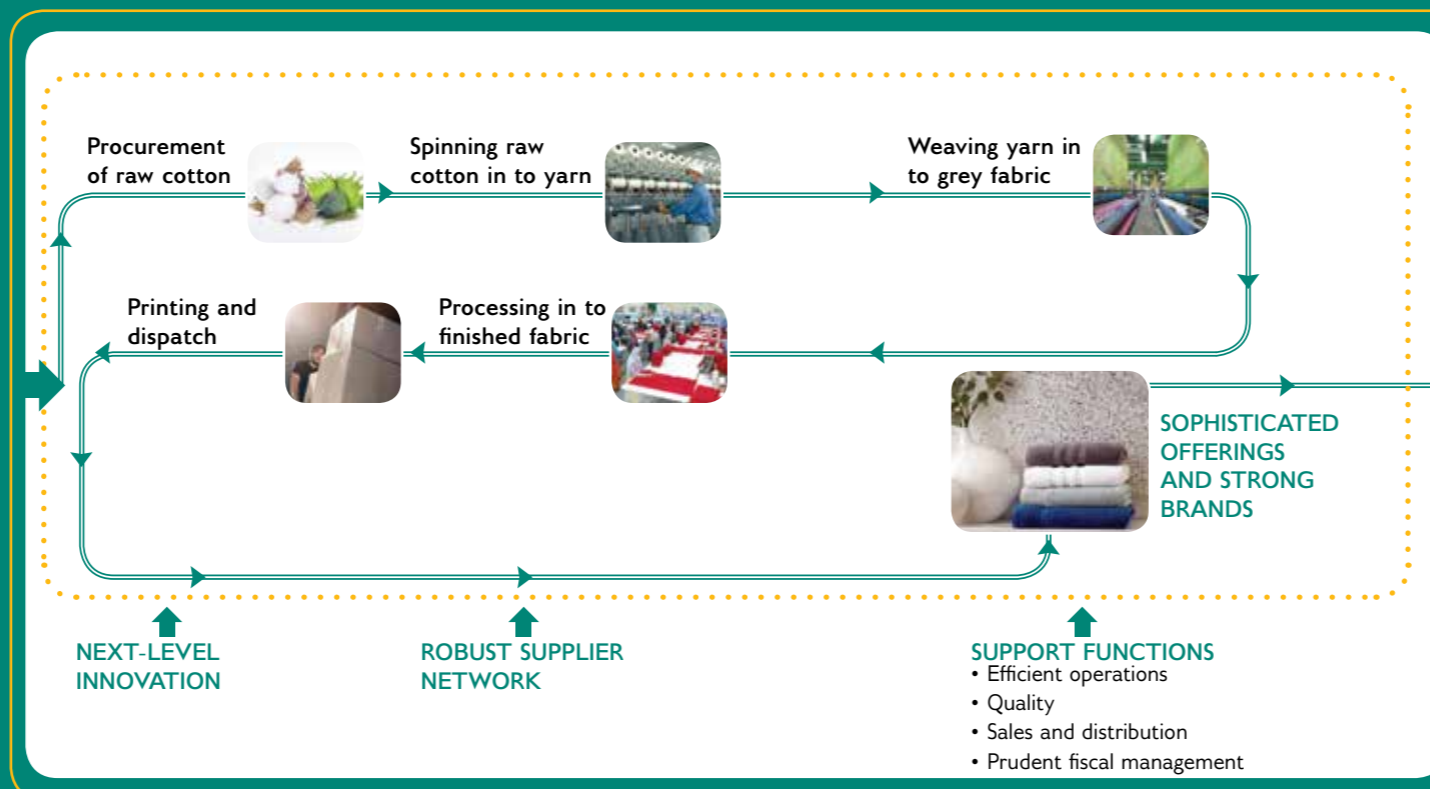 Procurement
of raw cotton
Spinning raw
cotton in to yarn
Weaving yarn in
to grey fabric
Printing and
dispatch
Processing in to
finished fabric
SOPHISTICATED
OFFERINGS
AND STRONG
BRANDS
NEXT-LEVEL
INNOVATION
ROBUST SUPPLIER
NETWORK
SUPPORT FUNCTIONS
• Efficient operations
• Quality
• Sales and distribution
• Prudent fiscal management